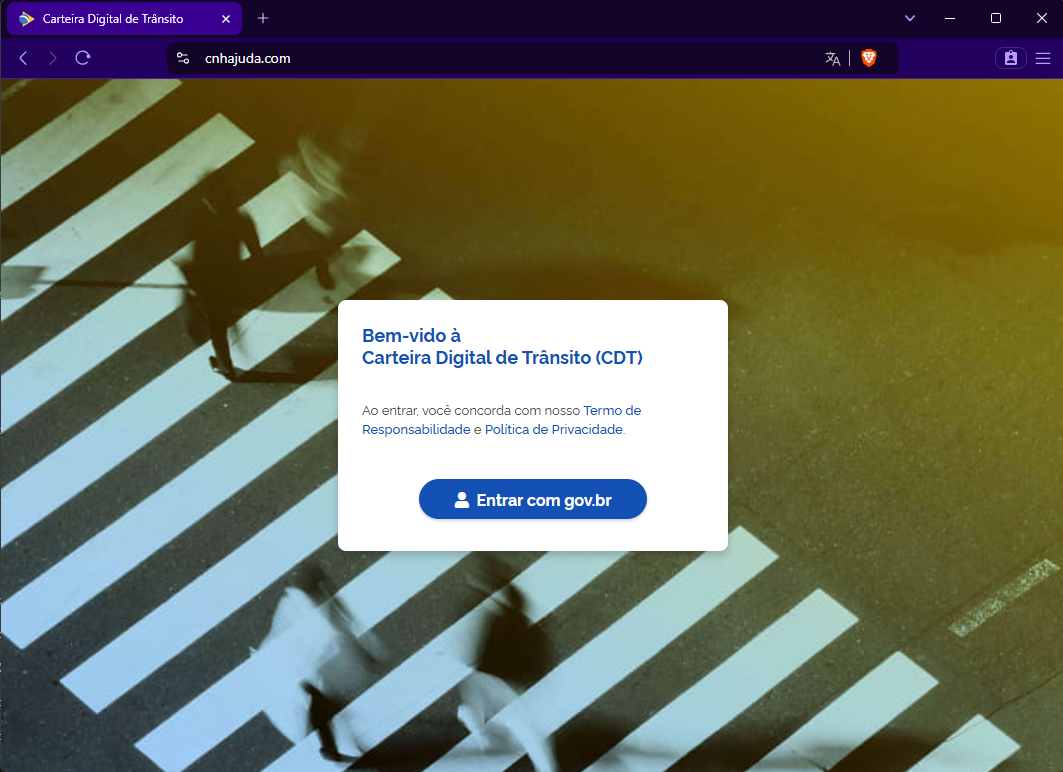 Carteira Digital de Trânsito
cnhajuda.com
Bem-vido à
Carteira Digital de Trânsito (CDT)
Ao entrar, você concorda com nosso Termo de
Responsabilidade e Política de Privacidade.
Entrar com gov.br